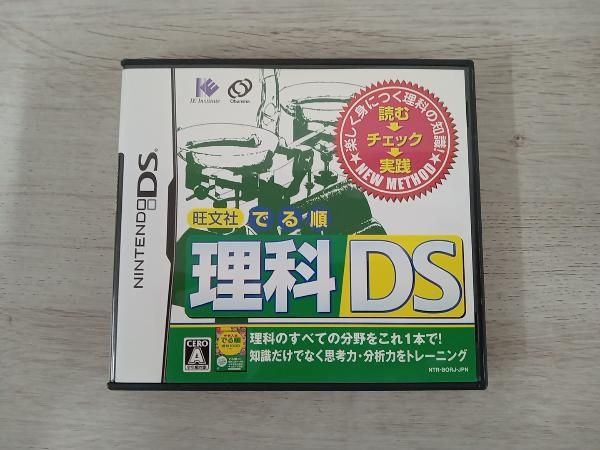 NINTENDO DS
IE Institute
Obunsha
楽しく身につく理科の知識!
読む
チェック
実践
★NEW METHOD★
旺文社 でる順
理科DS
CERO
A
理科のすべての分野をこれ1本で!
知識だけでなく思考力・分析力をトレーニング
でる順
NTR-BORJ-JPN